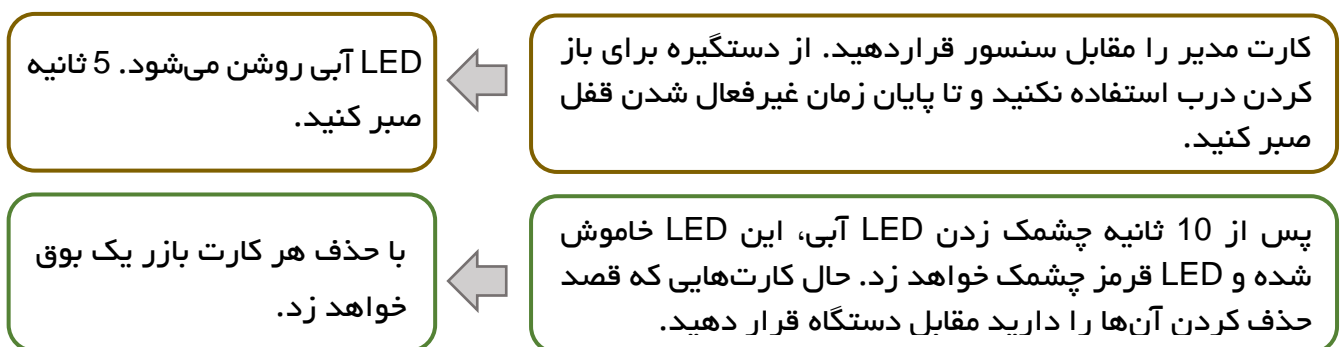 کارت مدیر را مقابل سنسور قراردهید. از دستگیره برای باز
کردن درب استفاده نکنید و تا پایان زمان غیرفعال شدن قفل
صبر کنید.
LED آبی روشن می‌شود. 5 ثانیه
صبر کنید.
پس از 10 ثانیه چشمک زدن LED آبی، این LED خاموش
شده و LED قرمز چشمک خواهد زد. حال کارت‌هایی که قصد
حذف کردن آن‌ها را دارید مقابل دستگاه قرار دهید.
با حذف هر کارت بازر یک بوق
خواهد زد.